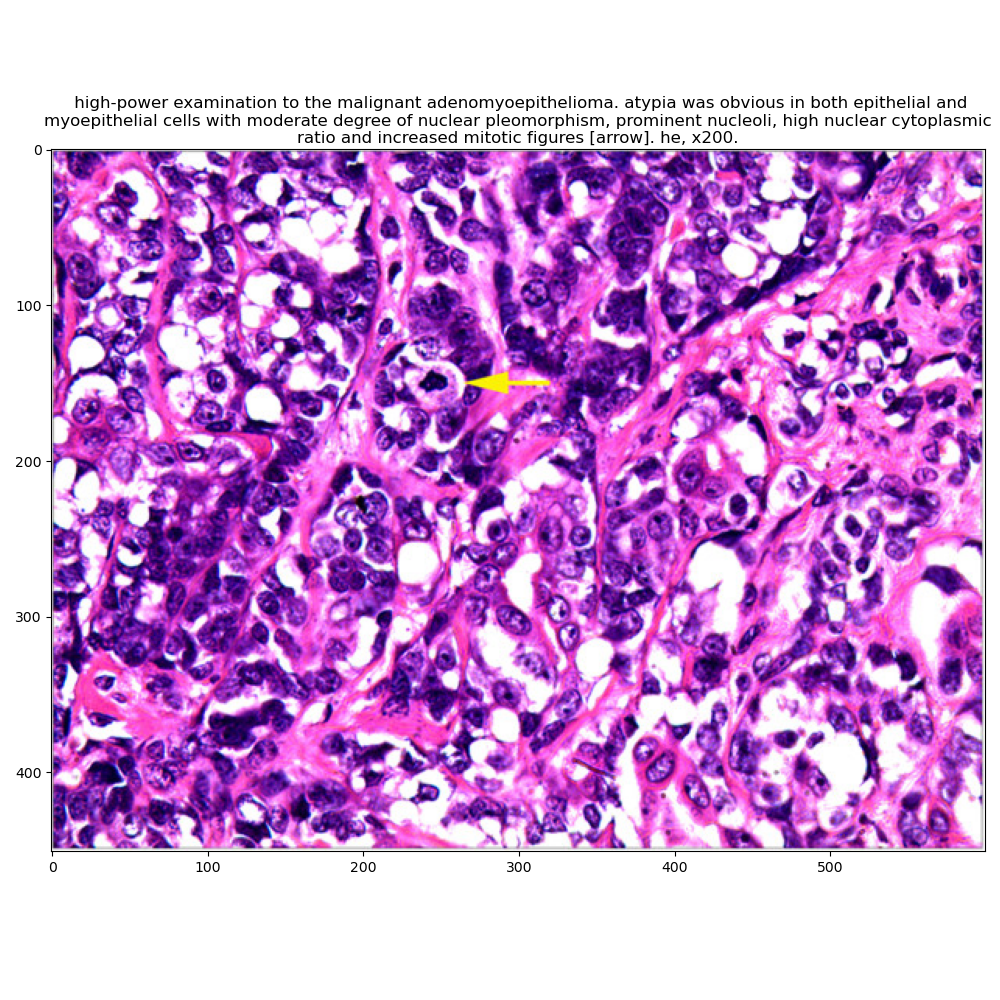 high-power examination to the malignant adenomyoepithelioma. atypia was obvious in both epithelial and
myoepithelial cells with moderate degree of nuclear pleomorphism, prominent nucleoli, high nuclear cytoplasmic
ratio and increased mitotic figures [arrow]. he, x200.
0
100
200
300
400
0 100 200 300 400 500